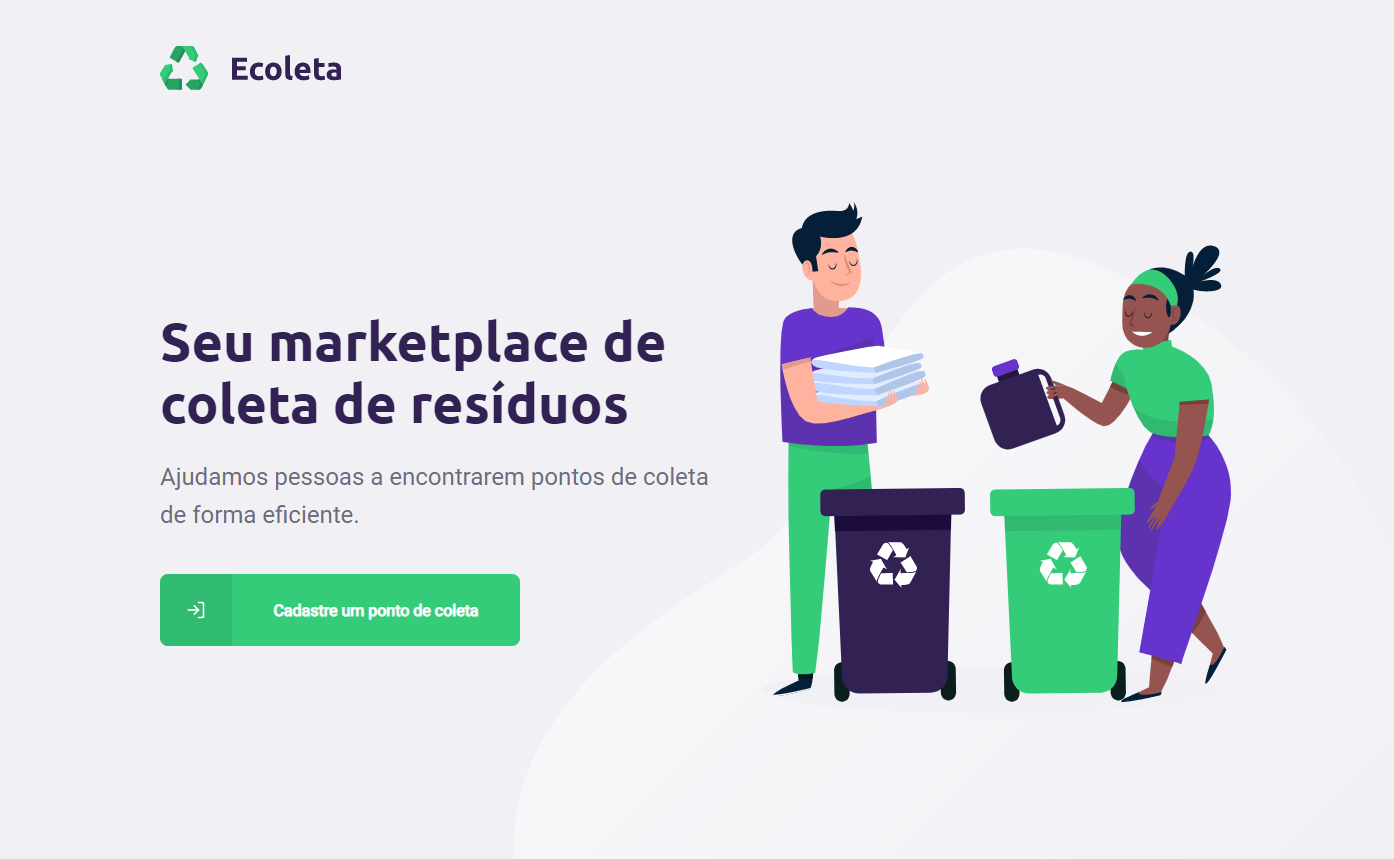 Ecoleta
Seu marketplace de
coleta de resíduos
Ajudamos pessoas a encontrarem pontos de coleta
de forma eficiente.
Cadastre um ponto de coleta